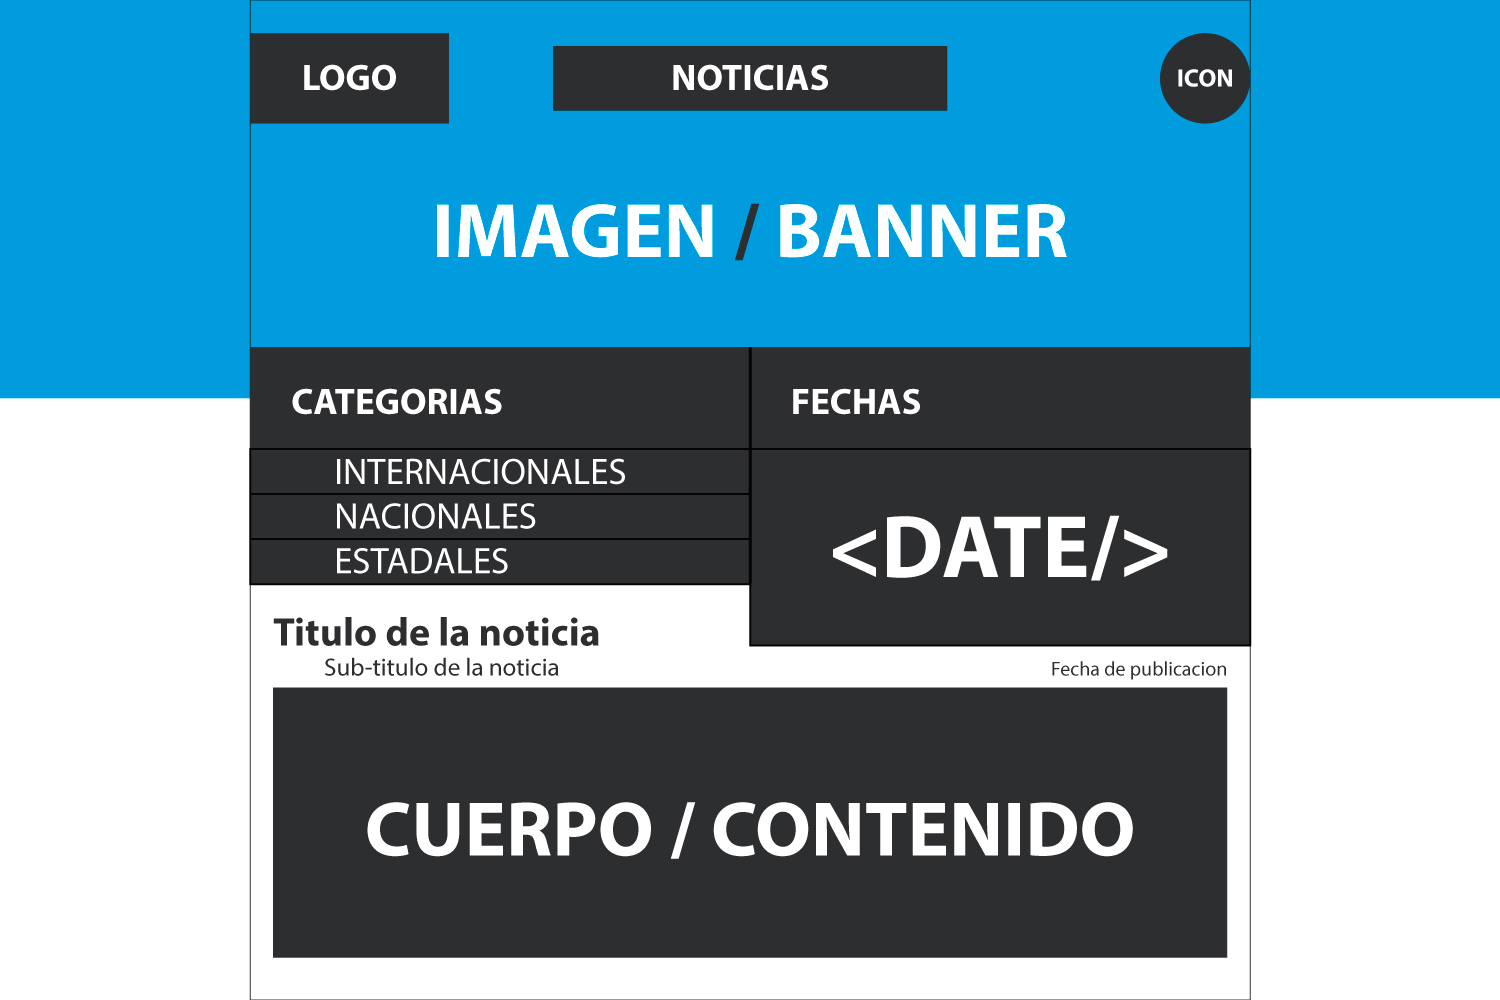 LOGO
NOTICIAS
ICON
IMAGEN / BANNER
CATEGORIAS
INTERNACIONALES
NACIONALES
ESTADALES
FECHAS
<DATE/>
Titulo de la noticia
Sub-titulo de la noticia
Fecha de publicacion
CUERPO / CONTENIDO